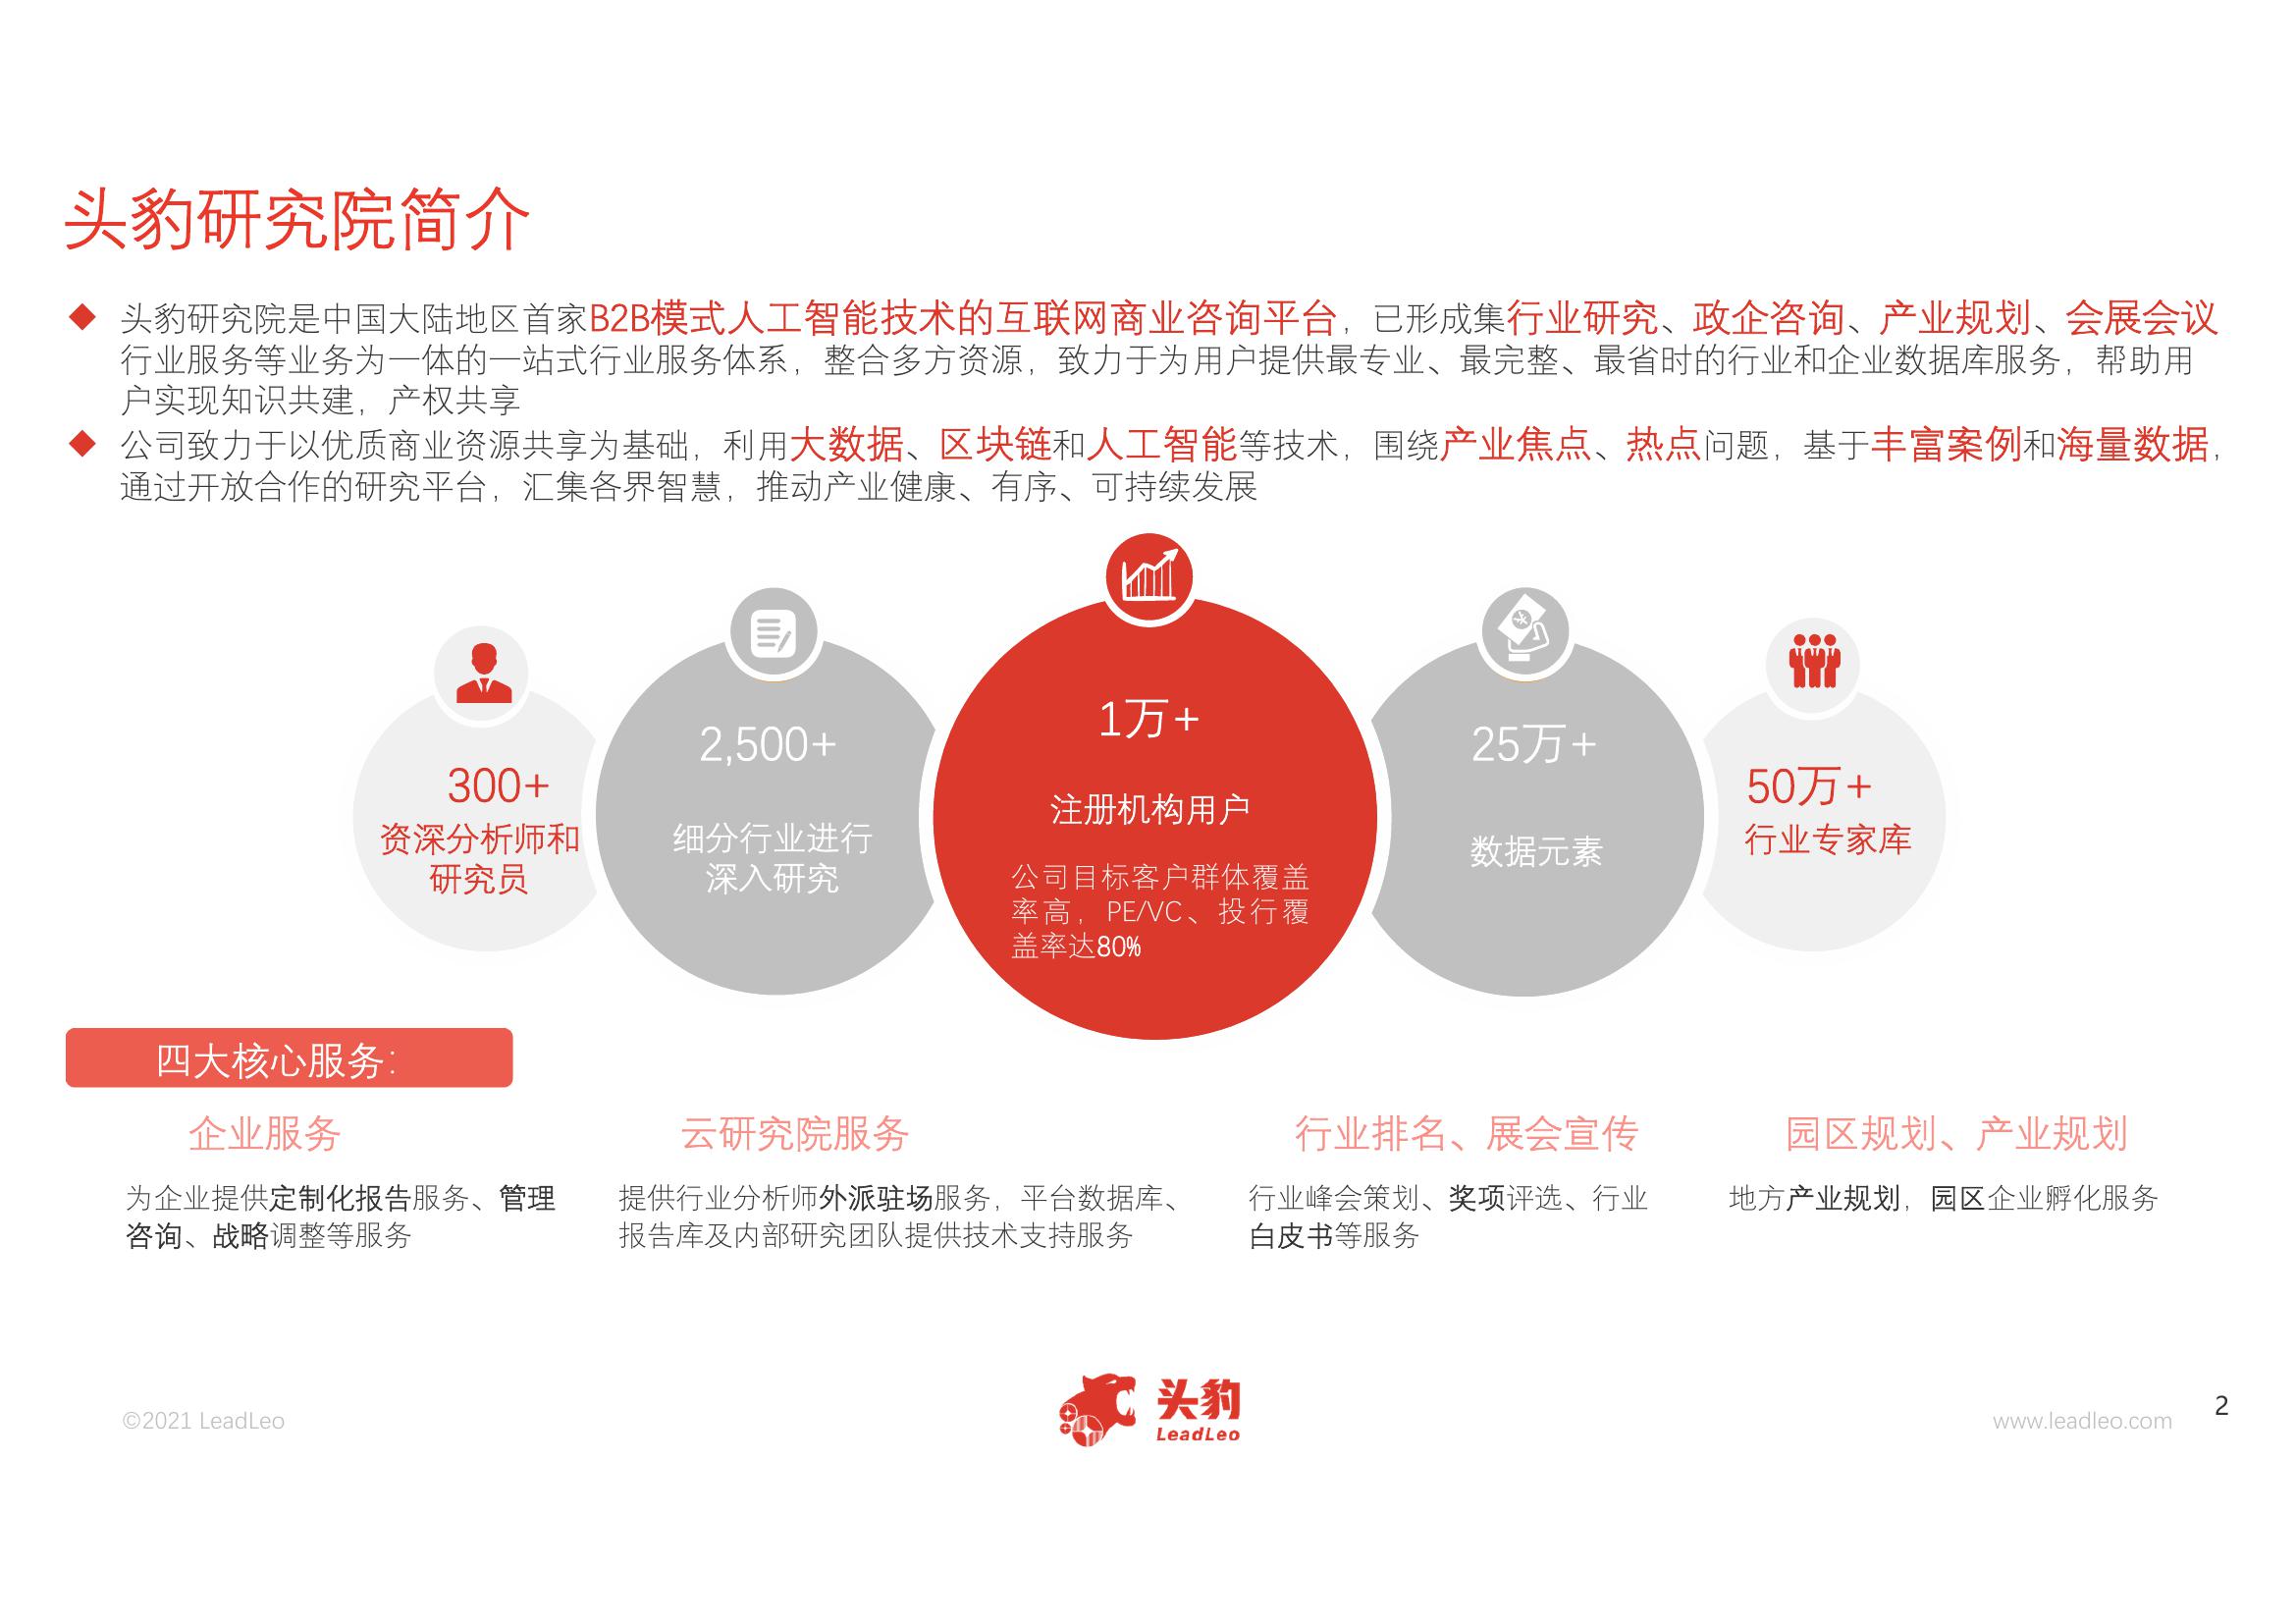 头豹研究院简介
头豹研究院是中国大陆地区首家B2B模式人工智能技术的互联网商业咨询平台，已形成集行业研究、政企咨询、产业规划、会展会议
行业服务等业务为一体的一站式行业服务体系，整合多方资源，致力于为用户提供最专业、最完整、最省时的行业和企业数据库服务，帮助用
户实现知识共建，产权共享
公司致力于以优质商业资源共享为基础，利用大数据、区块链和人工智能等技术，围绕产业焦点、热点问题，基于丰富案例和海量数据，
通过开放合作的研究平台，汇集各界智慧，推动产业健康、有序、可持续发展
300+
资深分析师和
研究员
2,500+
细分行业进行
深入研究
1万+
注册机构用户
公司目标客户群体覆盖
率高，PE/VC、投行覆
盖率达80%
25万+
数据元素
50万+
行业专家库
四大核心服务：
企业服务
为企业提供定制化报告服务、管理
咨询、战略调整等服务
云研究院服务
提供行业分析师外派驻场服务，平台数据库、
报告库及内部研究团队提供技术支持服务
行业排名、展会宣传
行业峰会策划、奖项评选、行业
白皮书等服务
园区规划、产业规划
地方产业规划，园区企业孵化服务
©2021 LeadLeo
头豹
LeadLeo
www.leadleo.com
2